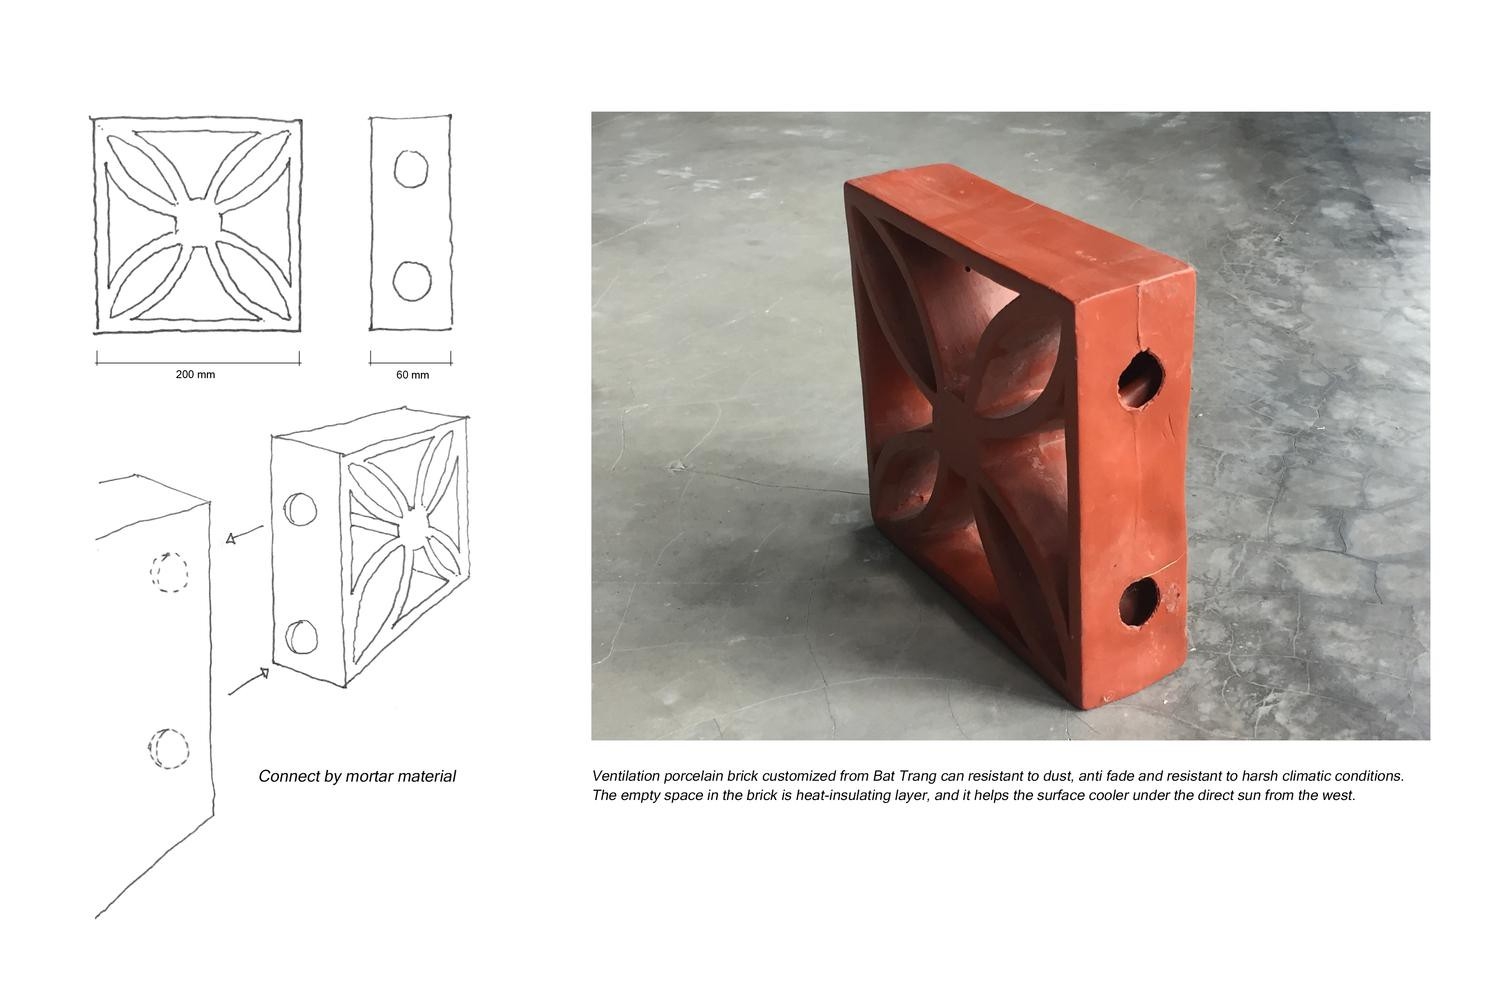 200 mm
60 mm
Connect by mortar material
Ventilation porcelain brick customized from Bat Trang can resistant to dust, anti fade and resistant to harsh climatic conditions.
The empty space in the brick is heat-insulating layer, and it helps the surface cooler under the direct sun from the west.